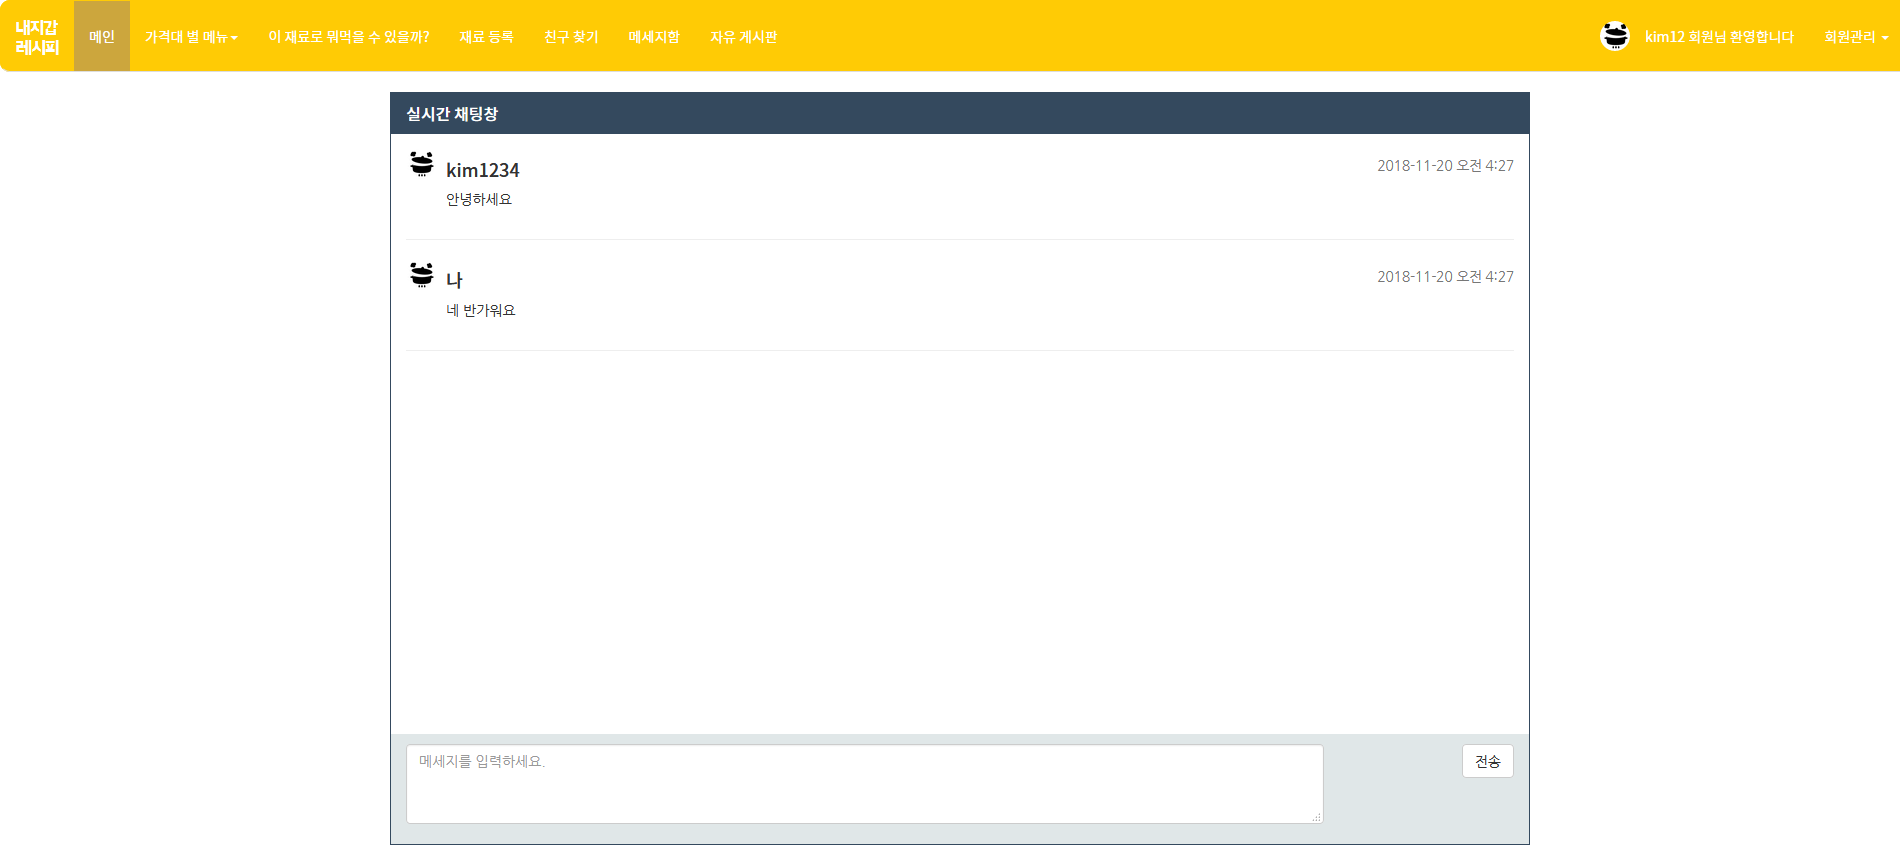 내지갑
레시피
메인
가격대 별 메뉴
이 재료로 뭐먹을 수 있을까?
재료 등록
친구 찾기
메세지함
자유 게시판
kim12 회원님 환영합니다
회원관리
실시간 채팅창
kim1234
2018-11-20 오전 4:27
안녕하세요
나
2018-11-20 오전 4:27
네 반가워요
메세지를 입력하세요.
전송